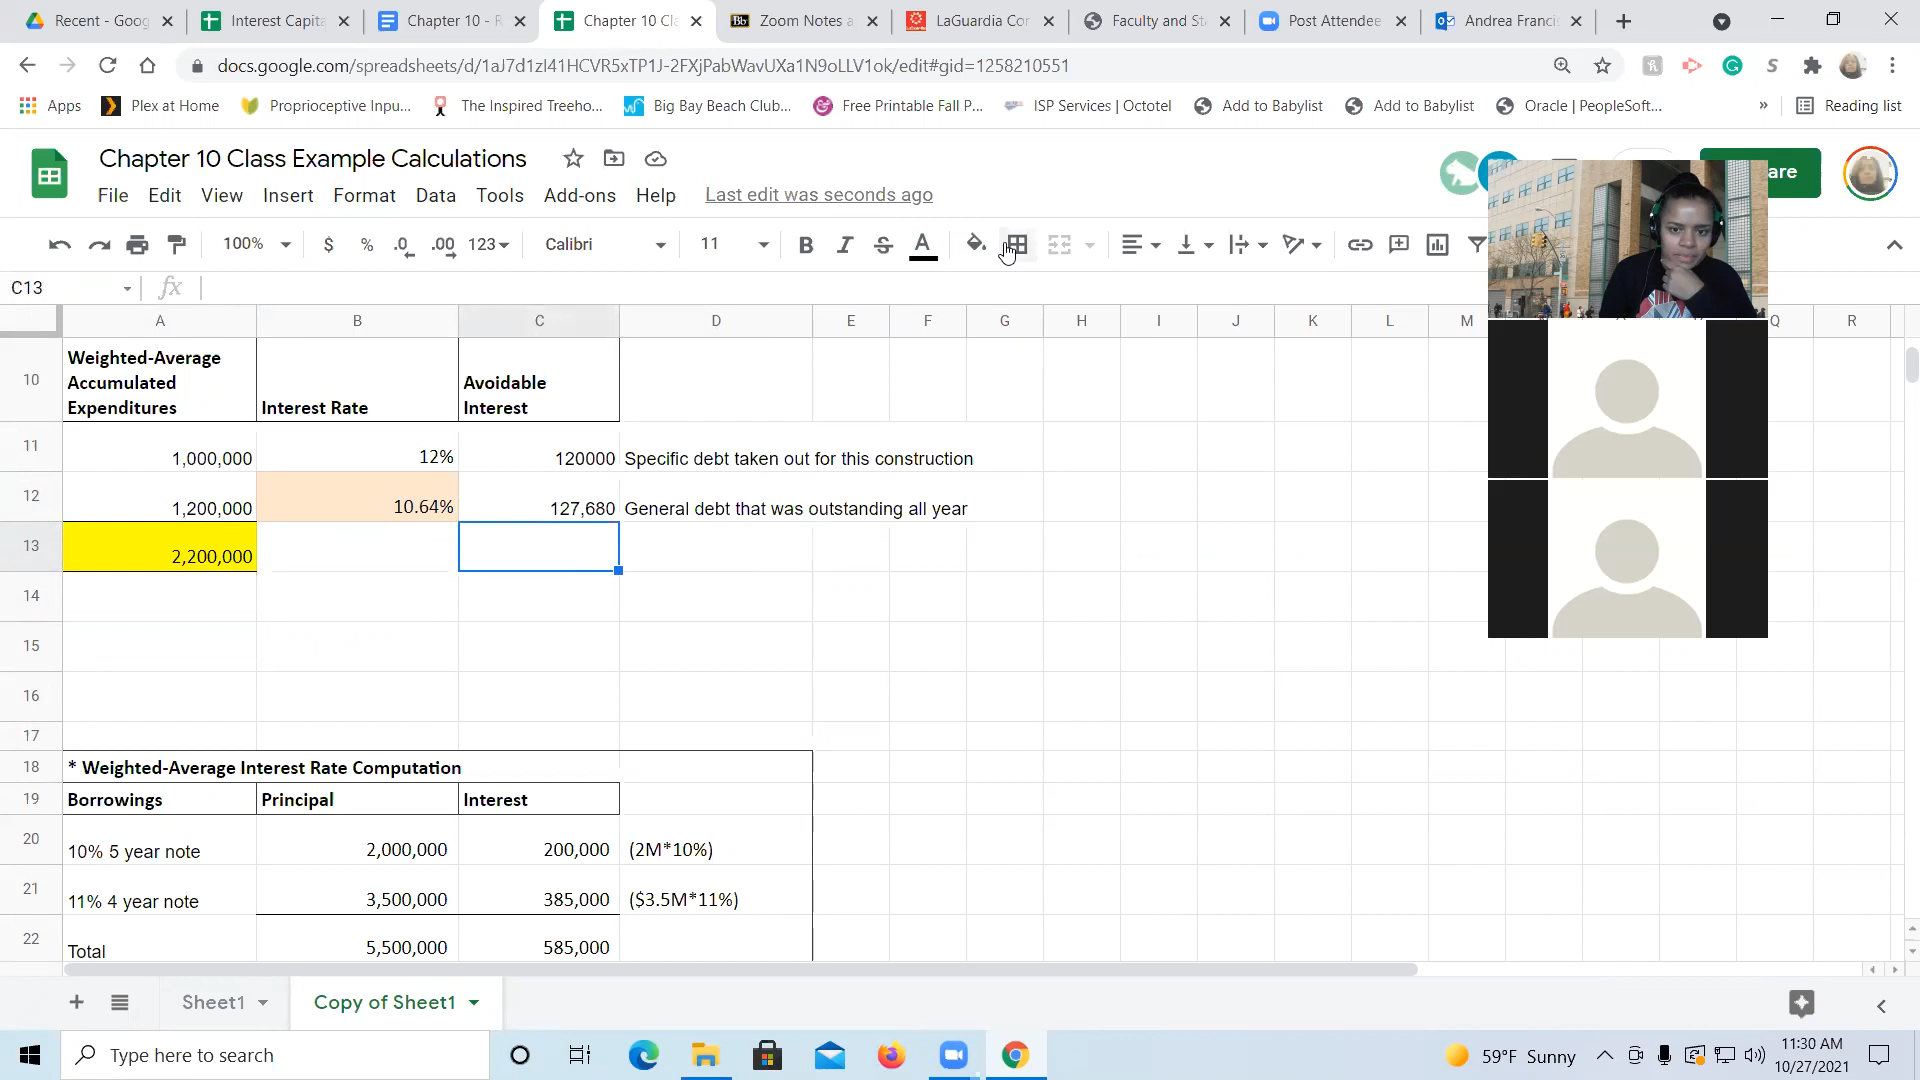 Recent - Goog
Interest Capita
Chapter 10 - R
Chapter 10 Cla
Zoom Notes a
LaGuardia Cor
Faculty and St
Post Attendee
Andrea Franci
docs.google.com/spreadsheets/d/1aJ7d1zI41HCVR5xTP1J-2FXjPabWavUXa1N9oLLV1ok/edit#gid=1258210551
Apps
Plex at Home
Proprioceptive Inpu...
The Inspired Treeho...
Big Bay Beach Club...
Free Printable Fall P...
ISP Services | Octotel
Add to Babylist
Add to Babylist
Oracle | PeopleSoft...
»
Reading list
Chapter 10 Class Example Calculations
File Edit View Insert Format Data Tools Add-ons Help Last edit was seconds ago
are
100% $ % .0 .00 123 Calibri 11 B I S A
C13 fx
A B C D E F G H I J K L M Q R
10 Weighted-Average Accumulated Expenditures Interest Rate Avoidable Interest
11 1,000,000 12% 120000 Specific debt taken out for this construction
12 1,200,000 10.64% 127,680 General debt that was outstanding all year
13 2,200,000
14
15
16
17
18 * Weighted-Average Interest Rate Computation
19 Borrowings Principal Interest
20 10% 5 year note 2,000,000 200,000 (2M*10%)
21 11% 4 year note 3,500,000 385,000 ($3.5M*11%)
22 Total 5,500,000 585,000
Sheet1 Copy of Sheet1
Type here to search
59°F Sunny
11:30 AM
10/27/2021